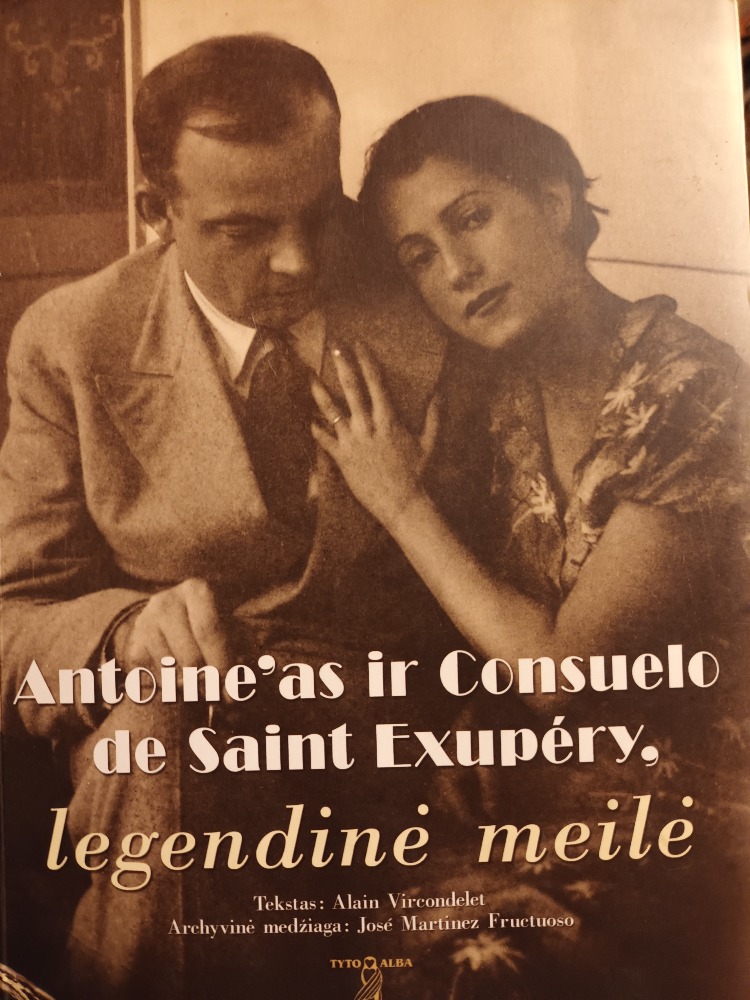 Antoine’as ir Consuelo
de Saint Exupéry,
legendinė meilė
Tekstas: Alain Vircondelet
Archyvinė medžiaga: José Martinez Fructuoso
TYTO ALBA